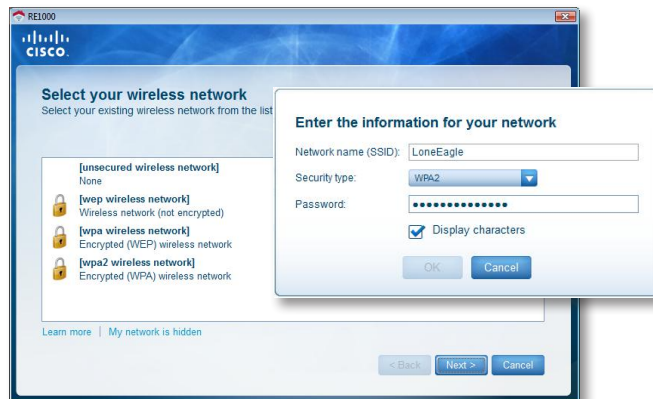 RE1000
CISCO.
Select your wireless network
Select your existing wireless network from the list
[unsecured wireless network]
None
[wep wireless network]
Wireless network (not encrypted)
[wpa wireless network]
Encrypted (WEP) wireless network
[wpa2 wireless network]
Encrypted (WPA) wireless network
Learn more | My network is hidden
< Back Next > Cancel
Enter the information for your network
Network name (SSID): LoneEagle
Security type: WPA2
Password: ••••••••••••••
Display characters
OK Cancel